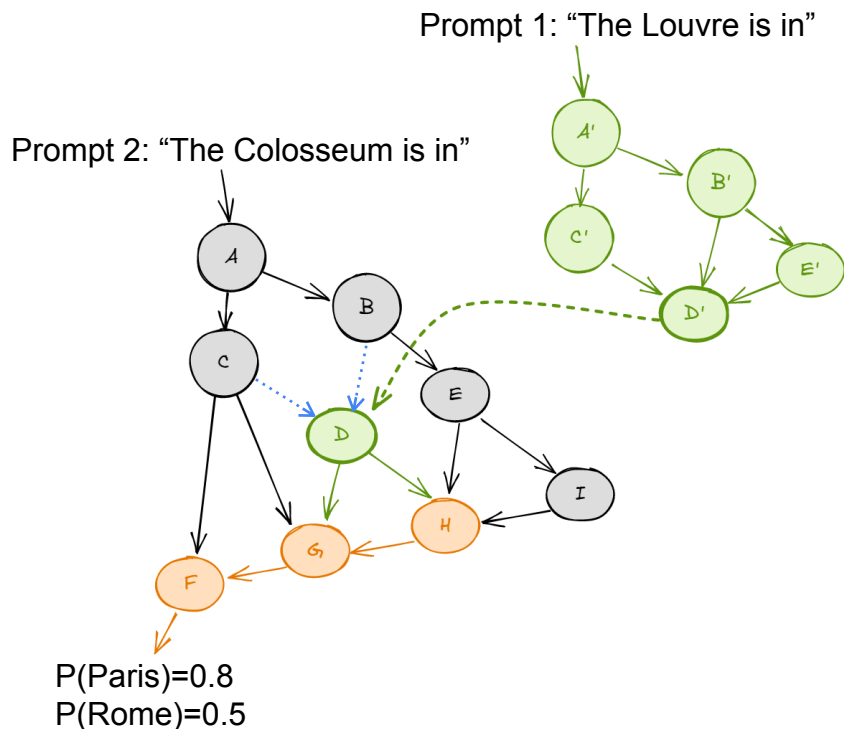 Prompt 1: “The Louvre is in”
A'
B'
C'
E'
D'
Prompt 2: “The Colosseum is in”
A
B
C
E
D
I
H
G
F
P(Paris)=0.8
P(Rome)=0.5